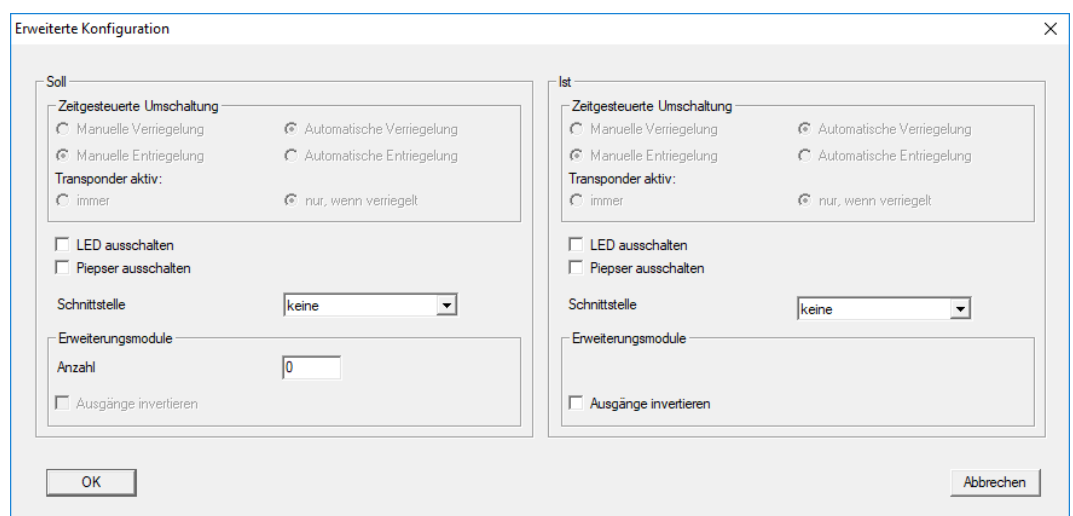 Erweiterte Konfiguration
Soll
Zeitgesteuerte Umschaltung
Manuelle Verriegelung
Automatische Verriegelung
Manuelle Entriegelung
Automatische Entriegelung
Transponder aktiv:
immer
nur, wenn verriegelt
LED ausschalten
Piepser ausschalten
Schnittstelle
keine
Erweiterungsmodule
Anzahl
0
Ausgänge invertieren
Ist
Zeitgesteuerte Umschaltung
Manuelle Verriegelung
Automatische Verriegelung
Manuelle Entriegelung
Automatische Entriegelung
Transponder aktiv:
immer
nur, wenn verriegelt
LED ausschalten
Piepser ausschalten
Schnittstelle
keine
Erweiterungsmodule
Ausgänge invertieren
OK
Abbrechen